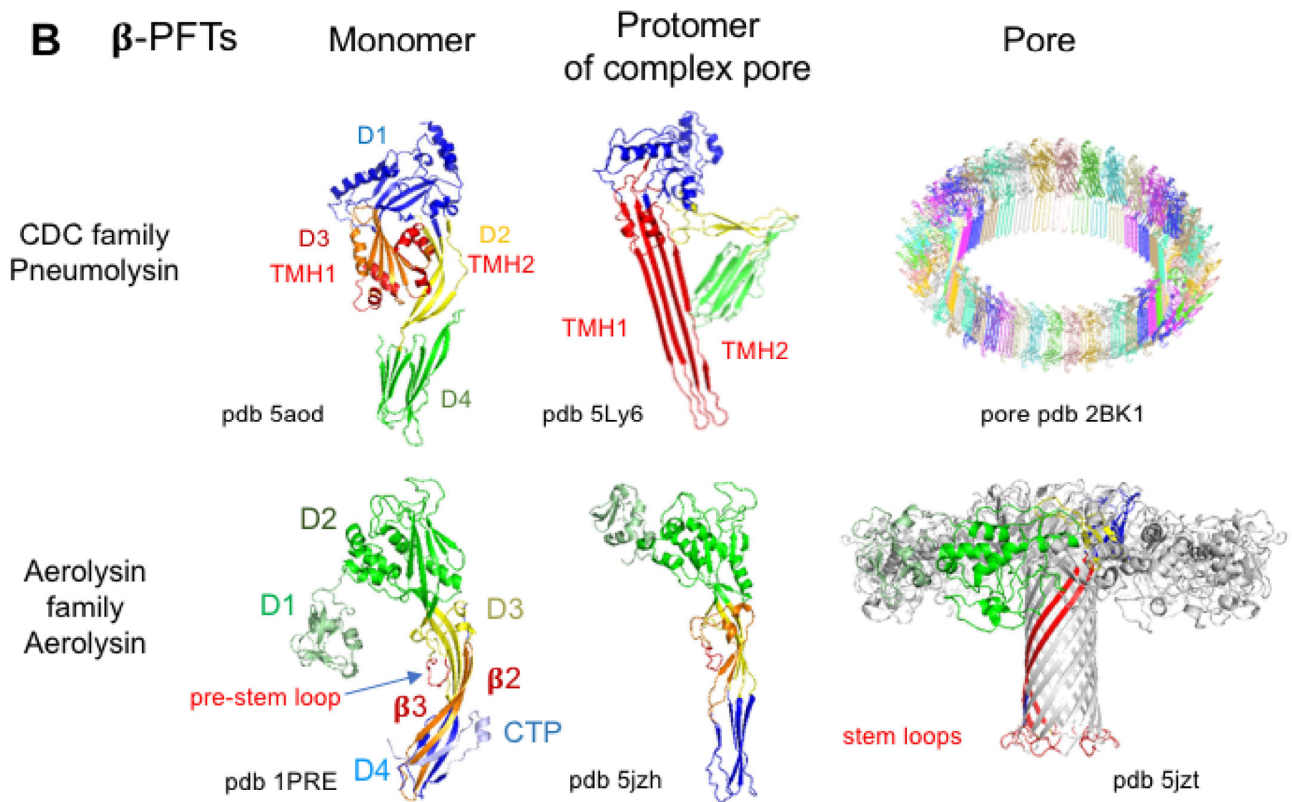 B β-PFTs
Monomer
Protomer
of complex pore
Pore
CDC family
Pneumolysin
D1
D3
TMH1
D2
TMH2
D4
pdb 5aod
TMH1
TMH2
pdb 5Ly6
pore pdb 2BK1
Aerolysin
family
Aerolysin
D2
D1
D3
pre-stem loop
β2
β3
CTP
D4
pdb 1PRE
pdb 5jzh
stem loops
pdb 5jzt